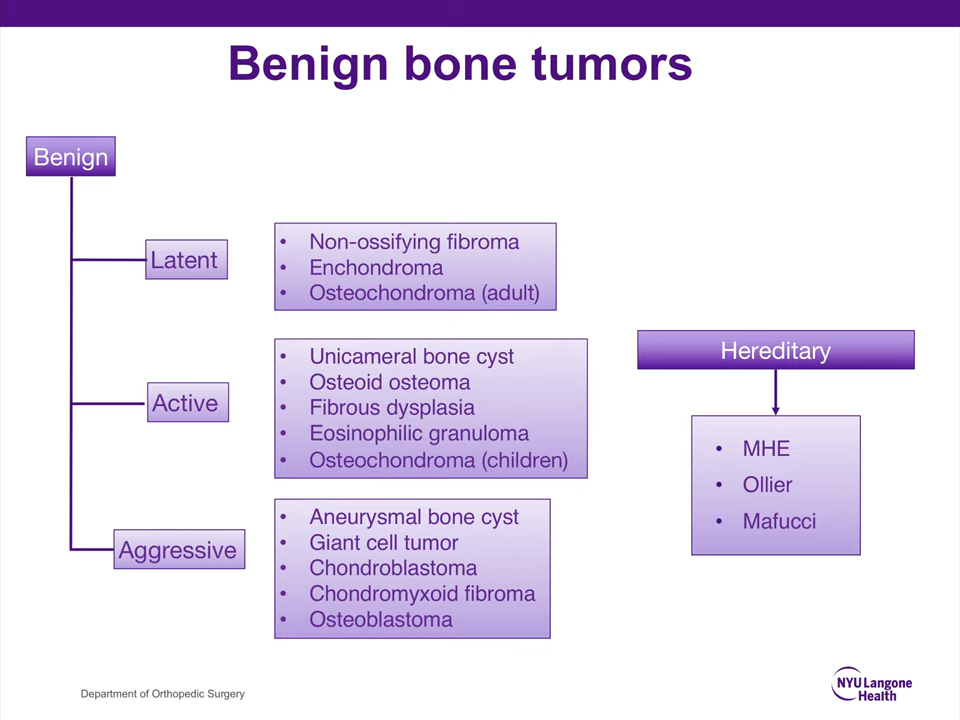 Benign bone tumors
Benign
Latent
• Non-ossifying fibroma
• Enchondroma
• Osteochondroma (adult)
Active
• Unicameral bone cyst
• Osteoid osteoma
• Fibrous dysplasia
• Eosinophilic granuloma
• Osteochondroma (children)
Aggressive
• Aneurysmal bone cyst
• Giant cell tumor
• Chondroblastoma
• Chondromyxoid fibroma
• Osteoblastoma
Hereditary
• MHE
• Ollier
• Mafucci
Department of Orthopedic Surgery
NYU Langone
Health